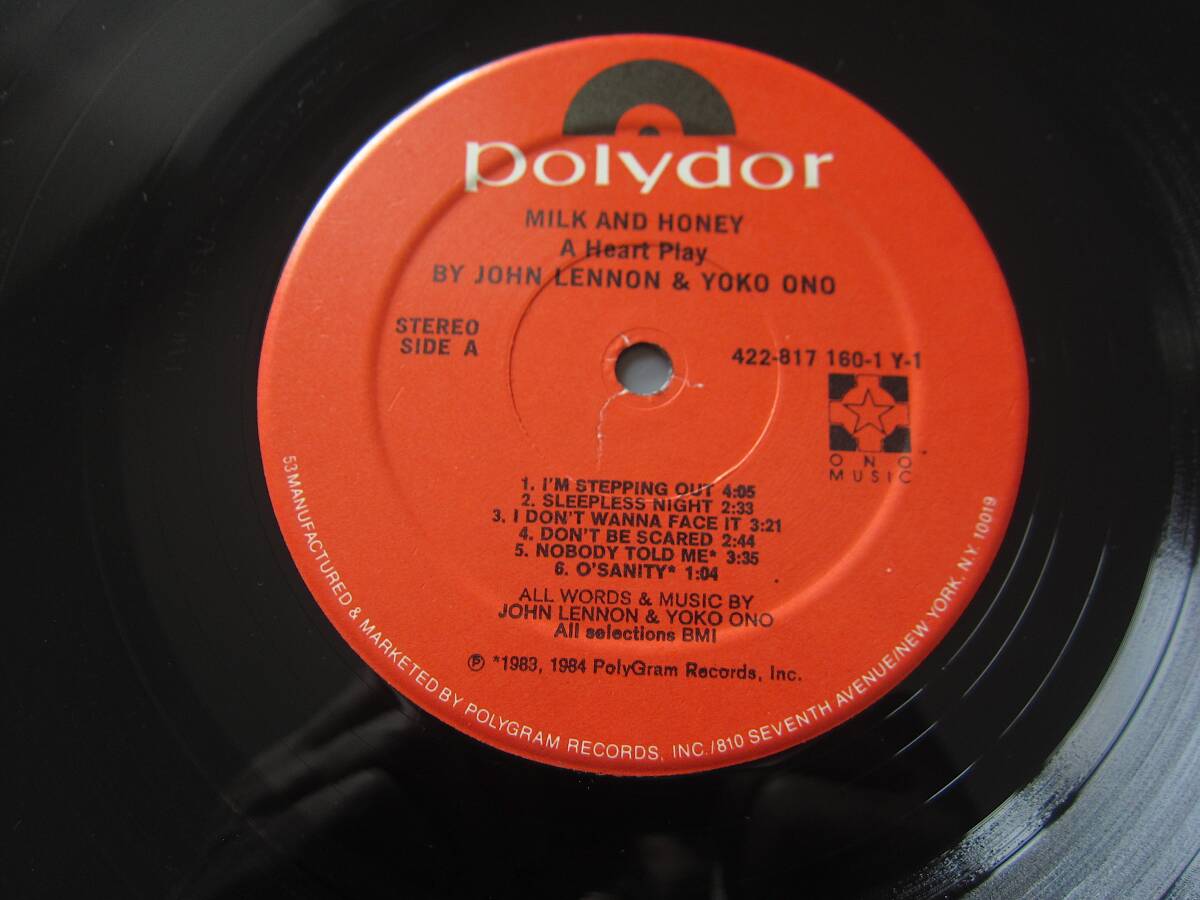 polydor
MILK AND HONEY
A Heart Play
BY JOHN LENNON & YOKO ONO
STEREO
SIDE A
422-817 160-1 Y-1
ONO
MUSIC
1. I'M STEPPING OUT 4:05
2. SLEEPLESS NIGHT 2:33
3. I DON'T WANNA FACE IT 3:21
4. DON'T BE SCARED 2:44
5. NOBODY TOLD ME* 3:35
6. O'SANITY* 1:04
ALL WORDS & MUSIC BY
JOHN LENNON & YOKO ONO
All selections BMI
℗ *1983, 1984 PolyGram Records, Inc.
53MANUFACTURED & MARKETED BY POLYGRAM RECORDS, INC./810 SEVENTH AVENUE/NEW YORK, N.Y. 10019